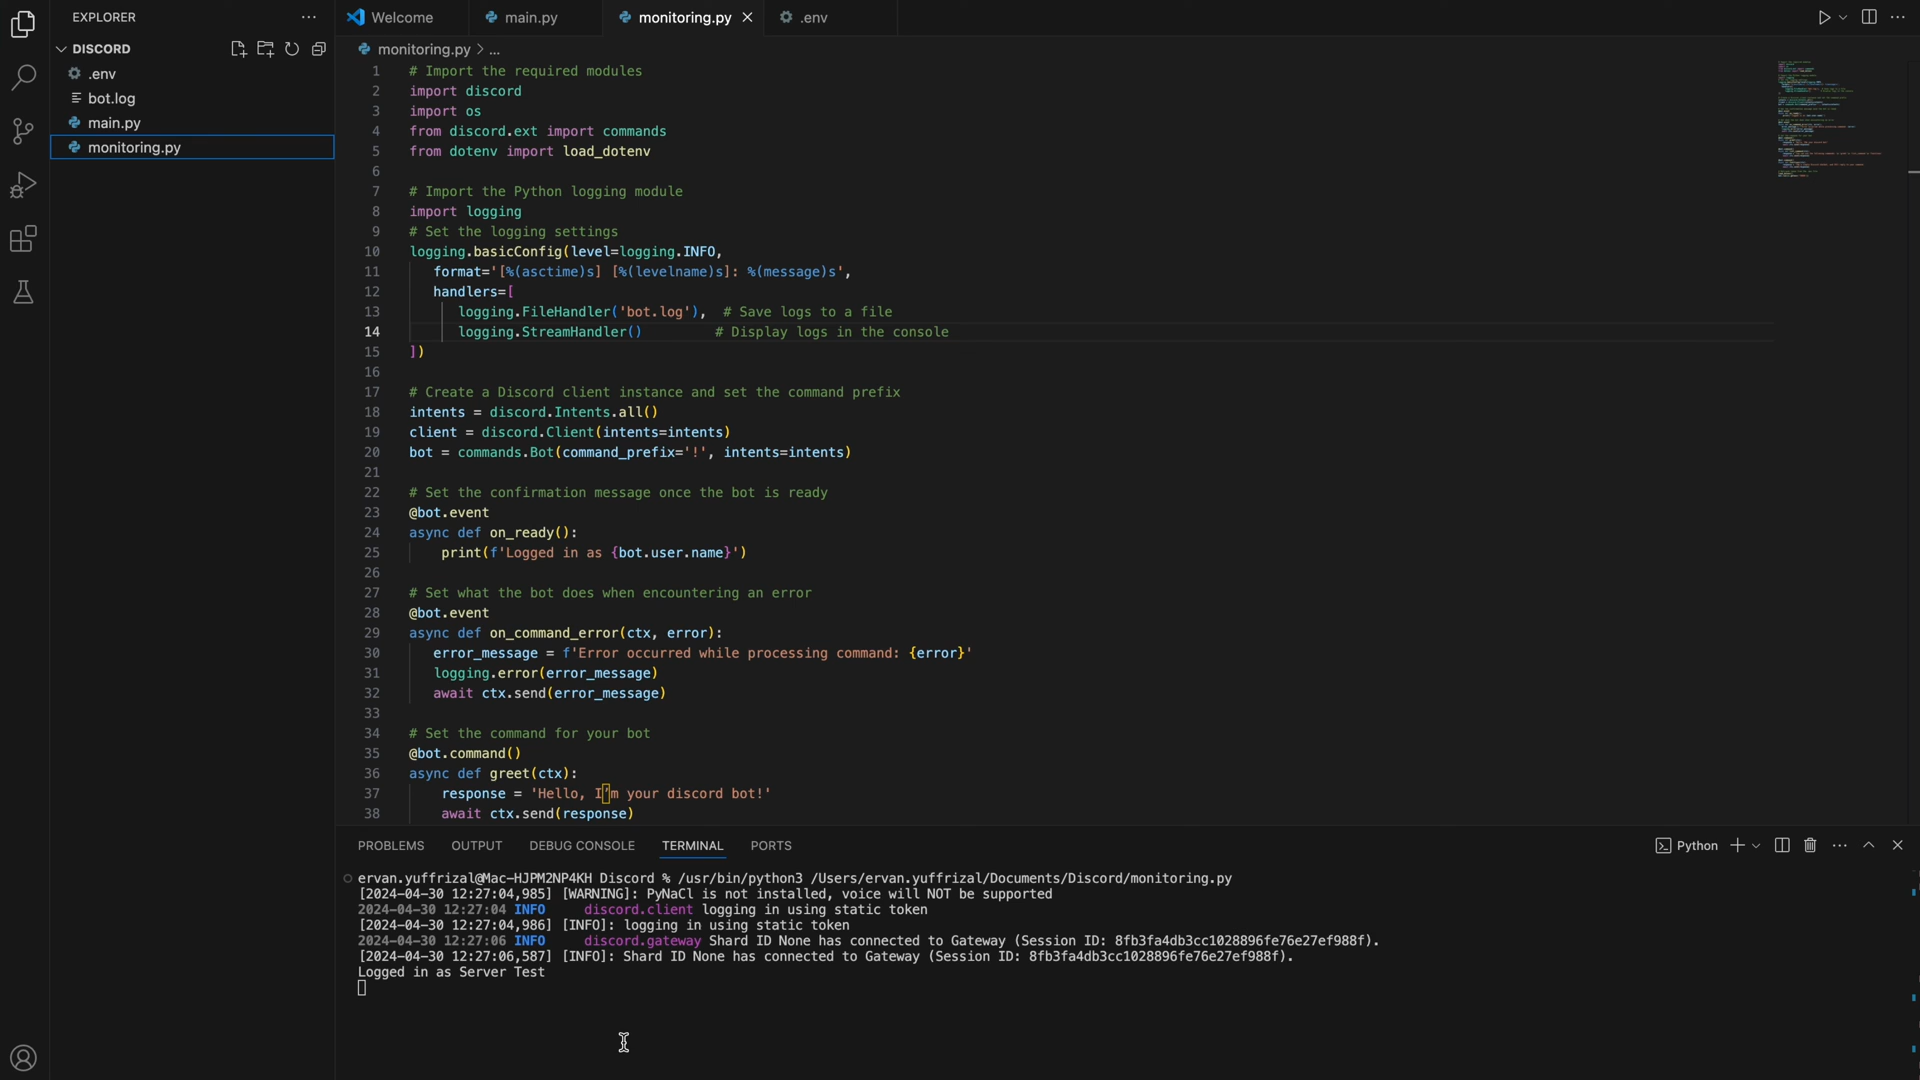 EXPLORER
DISCORD
.env
bot.log
main.py
monitoring.py
Welcome
main.py
monitoring.py
.env
monitoring.py > ...
1 # Import the required modules
2 import discord
3 import os
4 from discord.ext import commands
5 from dotenv import load_dotenv
6
7 # Import the Python logging module
8 import logging
9 # Set the logging settings
10 logging.basicConfig(level=logging.INFO,
11 format='[%(asctime)s] [%(levelname)s]: %(message)s',
12 handlers=[
13 logging.FileHandler('bot.log'), # Save logs to a file
14 logging.StreamHandler() # Display logs in the console
15 ])
16
17 # Create a Discord client instance and set the command prefix
18 intents = discord.Intents.all()
19 client = discord.Client(intents=intents)
20 bot = commands.Bot(command_prefix='!', intents=intents)
21
22 # Set the confirmation message once the bot is ready
23 @bot.event
24 async def on_ready():
25 print(f'Logged in as {bot.user.name}')
26
27 # Set what the bot does when encountering an error
28 @bot.event
29 async def on_command_error(ctx, error):
30 error_message = f'Error occurred while processing command: {error}'
31 logging.error(error_message)
32 await ctx.send(error_message)
33
34 # Set the command for your bot
35 @bot.command()
36 async def greet(ctx):
37 response = 'Hello, I’m your discord bot!'
38 await ctx.send(response)
PROBLEMS OUTPUT DEBUG CONSOLE TERMINAL PORTS
Python
ervan.yuffrizal@Mac-HJPM2NP4KH Discord % /usr/bin/python3 /Users/ervan.yuffrizal/Documents/Discord/monitoring.py
[2024-04-30 12:27:04,985] [WARNING]: PyNaCl is not installed, voice will NOT be supported
2024-04-30 12:27:04 INFO discord.client logging in using static token
[2024-04-30 12:27:04,986] [INFO]: logging in using static token
2024-04-30 12:27:06 INFO discord.gateway Shard ID None has connected to Gateway (Session ID: 8fb3fa4db3cc1028896fe76e27ef988f).
[2024-04-30 12:27:06,587] [INFO]: Shard ID None has connected to Gateway (Session ID: 8fb3fa4db3cc1028896fe76e27ef988f).
Logged in as Server Test